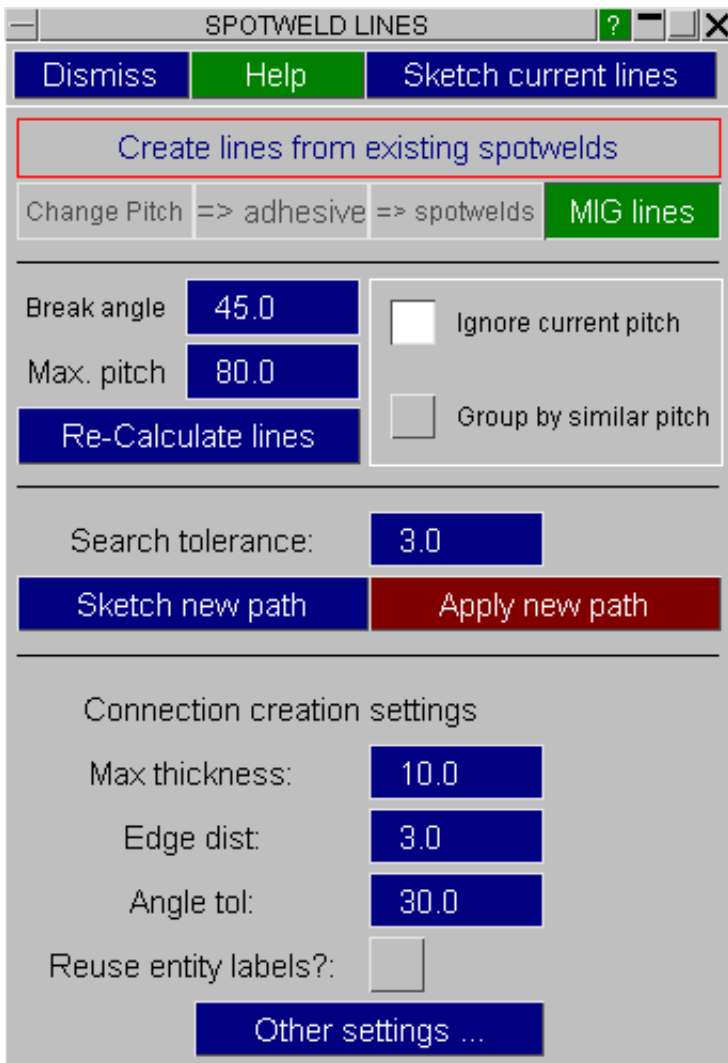 SPOTWELD LINES ?
Dismiss Help Sketch current lines
Create lines from existing spotwelds
Change Pitch => adhesive => spotwelds MIG lines
Break angle 45.0 Ignore current pitch
Max. pitch 80.0
Group by similar pitch
Re-Calculate lines
Search tolerance: 3.0
Sketch new path Apply new path
Connection creation settings
Max thickness: 10.0
Edge dist: 3.0
Angle tol: 30.0
Reuse entity labels?:
Other settings ...